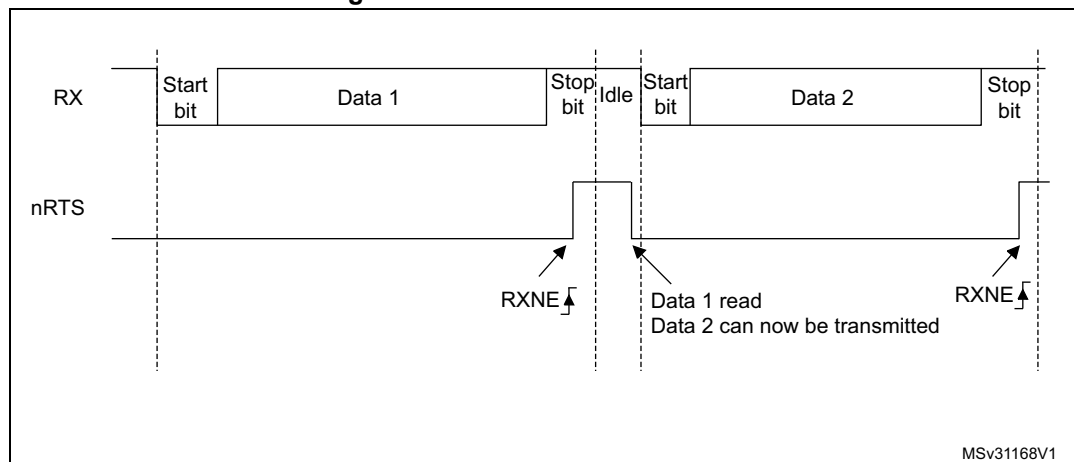 RX
Start
bit
Data 1
Stop
bit
Idle
Start
bit
Data 2
Stop
bit
nRTS
RXNE
Data 1 read
Data 2 can now be transmitted
RXNE
MSv31168V1